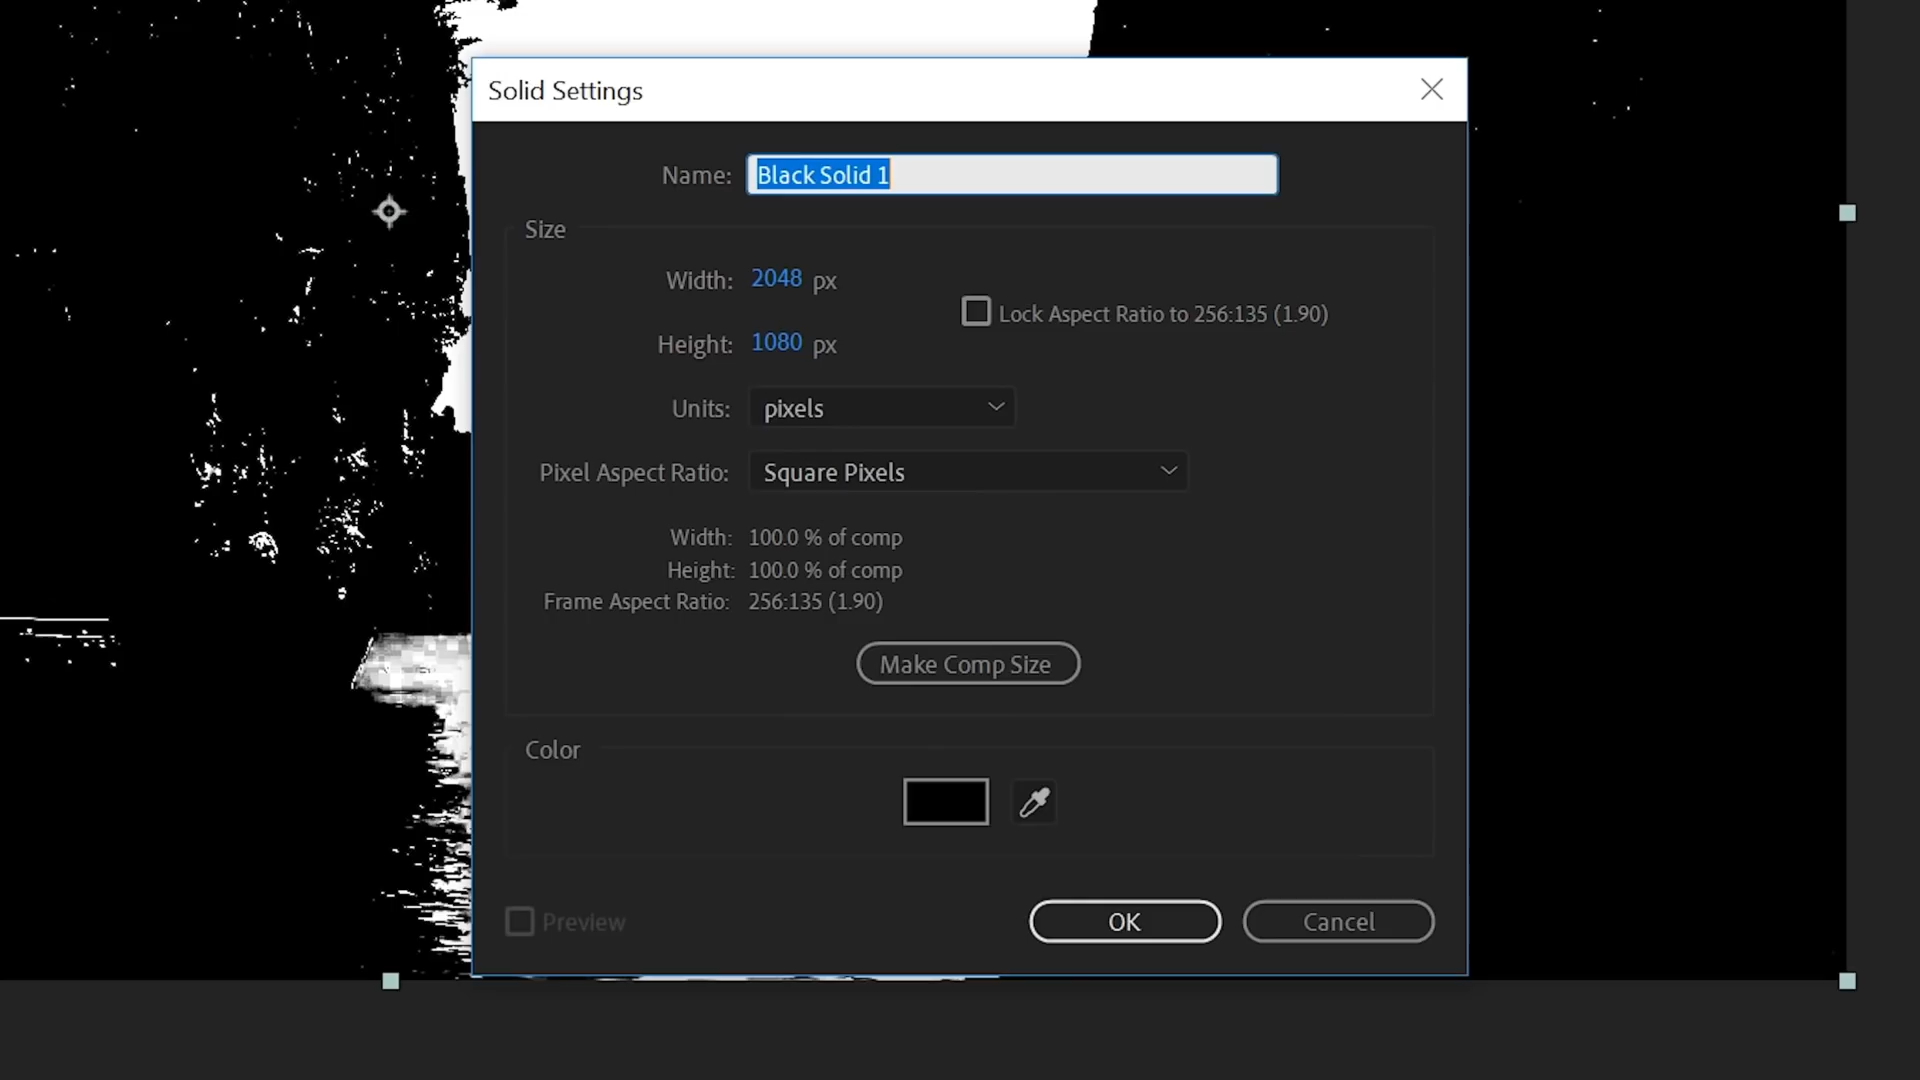 Solid Settings
Name: Black Solid 1
Size
Width: 2048 px
Lock Aspect Ratio to 256:135 (1.90)
Height: 1080 px
Units: pixels
Pixel Aspect Ratio: Square Pixels
Width: 100.0 % of comp
Height: 100.0 % of comp
Frame Aspect Ratio: 256:135 (1.90)
Make Comp Size
Color
Preview
OK
Cancel